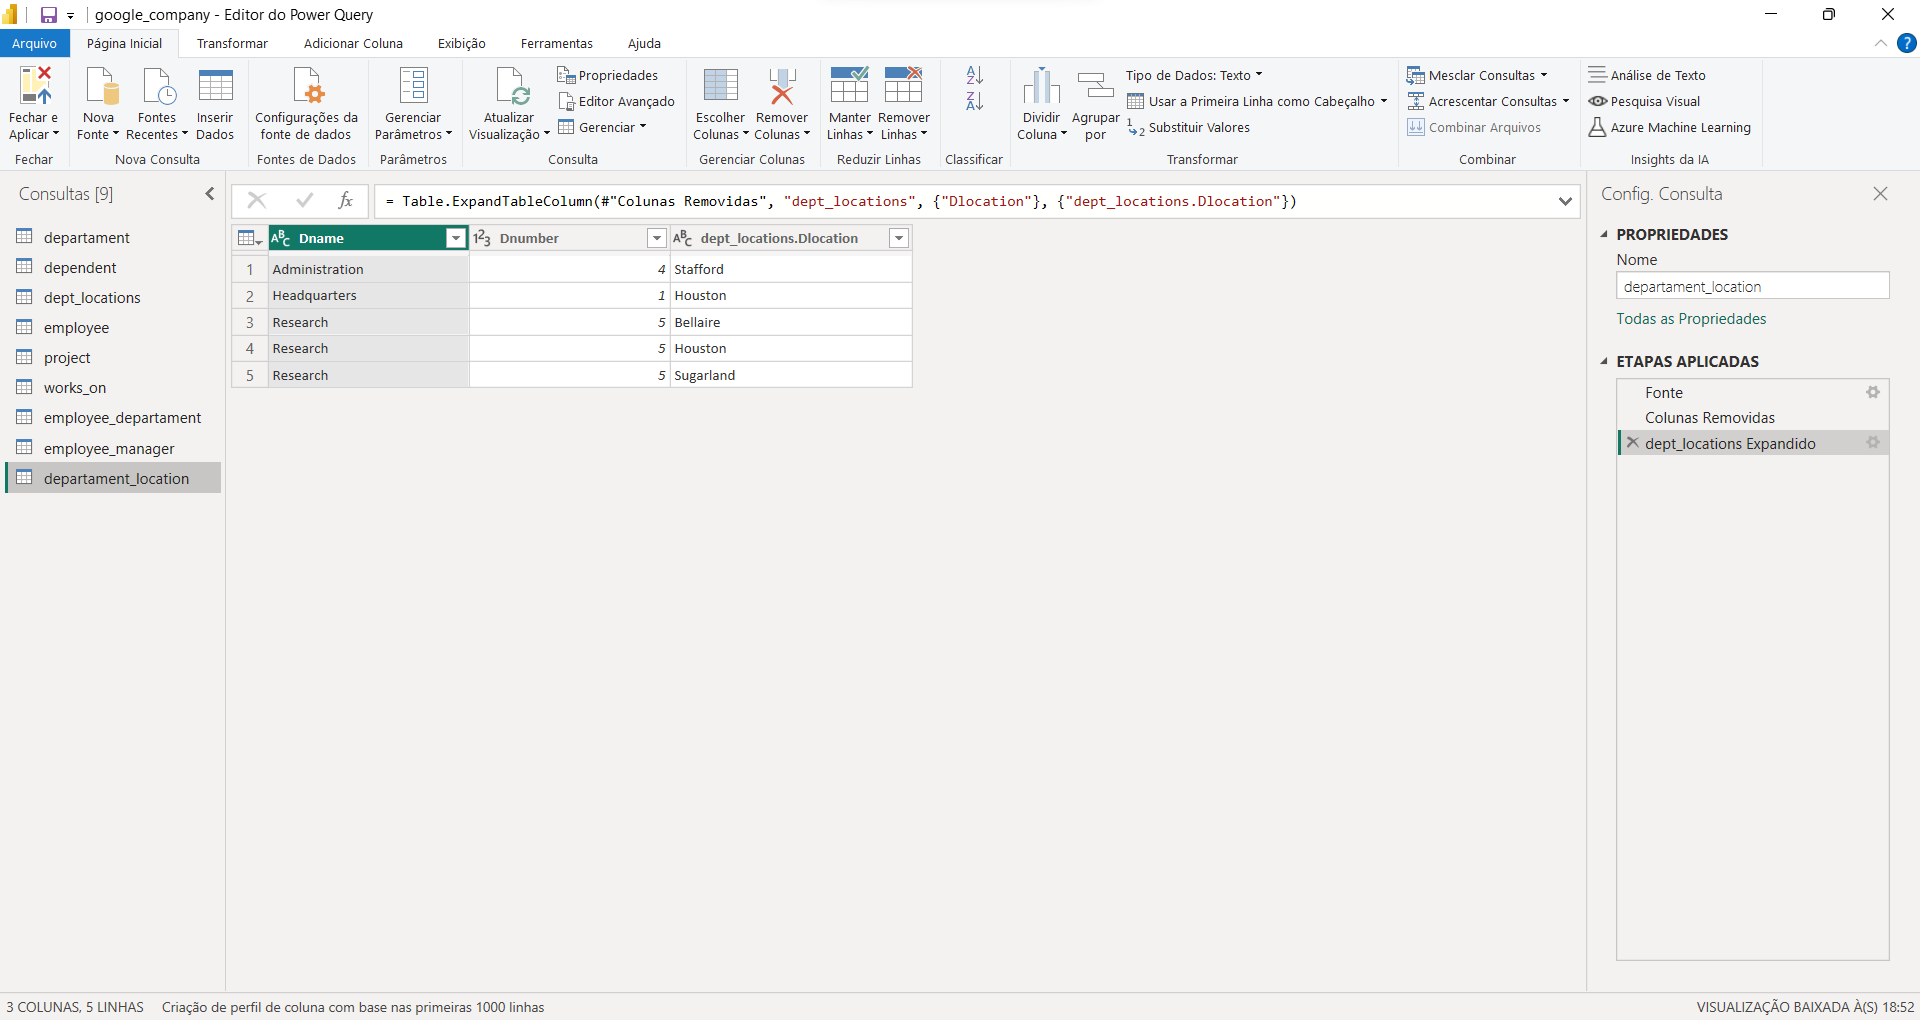 google_company - Editor do Power Query
Arquivo
Página Inicial
Transformar
Adicionar Coluna
Exibição
Ferramentas
Ajuda
?
Fechar e
Aplicar
Fechar
Nova
Fonte
Fontes
Recentes
Inserir
Dados
Nova Consulta
Configurações da
fonte de dados
Fontes de Dados
Gerenciar
Parâmetros
Parâmetros
Atualizar
Visualização
Propriedades
Editor Avançado
Gerenciar
Consulta
Escolher
Colunas
Remover
Colunas
Gerenciar Colunas
Manter
Linhas
Remover
Linhas
Reduzir Linhas
A
Z
Z
A
Classificar
Dividir
Coluna
Agrupar
por
Tipo de Dados: Texto
Usar a Primeira Linha como Cabeçalho
1
2
Substituir Valores
Transformar
Mesclar Consultas
Acrescentar Consultas
Combinar Arquivos
Combinar
Análise de Texto
Pesquisa Visual
Azure Machine Learning
Insights da IA
Consultas [9]
departament
dependent
dept_locations
employee
project
works_on
employee_departament
employee_manager
departament_location
fx
= Table.ExpandTableColumn(#"Colunas Removidas", "dept_locations", {"Dlocation"}, {"dept_locations.Dlocation"})
ABC Dname 123 Dnumber ABC dept_locations.Dlocation
1 Administration 4 Stafford
2 Headquarters 1 Houston
3 Research 5 Bellaire
4 Research 5 Houston
5 Research 5 Sugarland
Config. Consulta
PROPRIEDADES
Nome
departament_location
Todas as Propriedades
ETAPAS APLICADAS
Fonte
Colunas Removidas
dept_locations Expandido
3 COLUNAS, 5 LINHAS
Criação de perfil de coluna com base nas primeiras 1000 linhas
VISUALIZAÇÃO BAIXADA À(S) 18:52